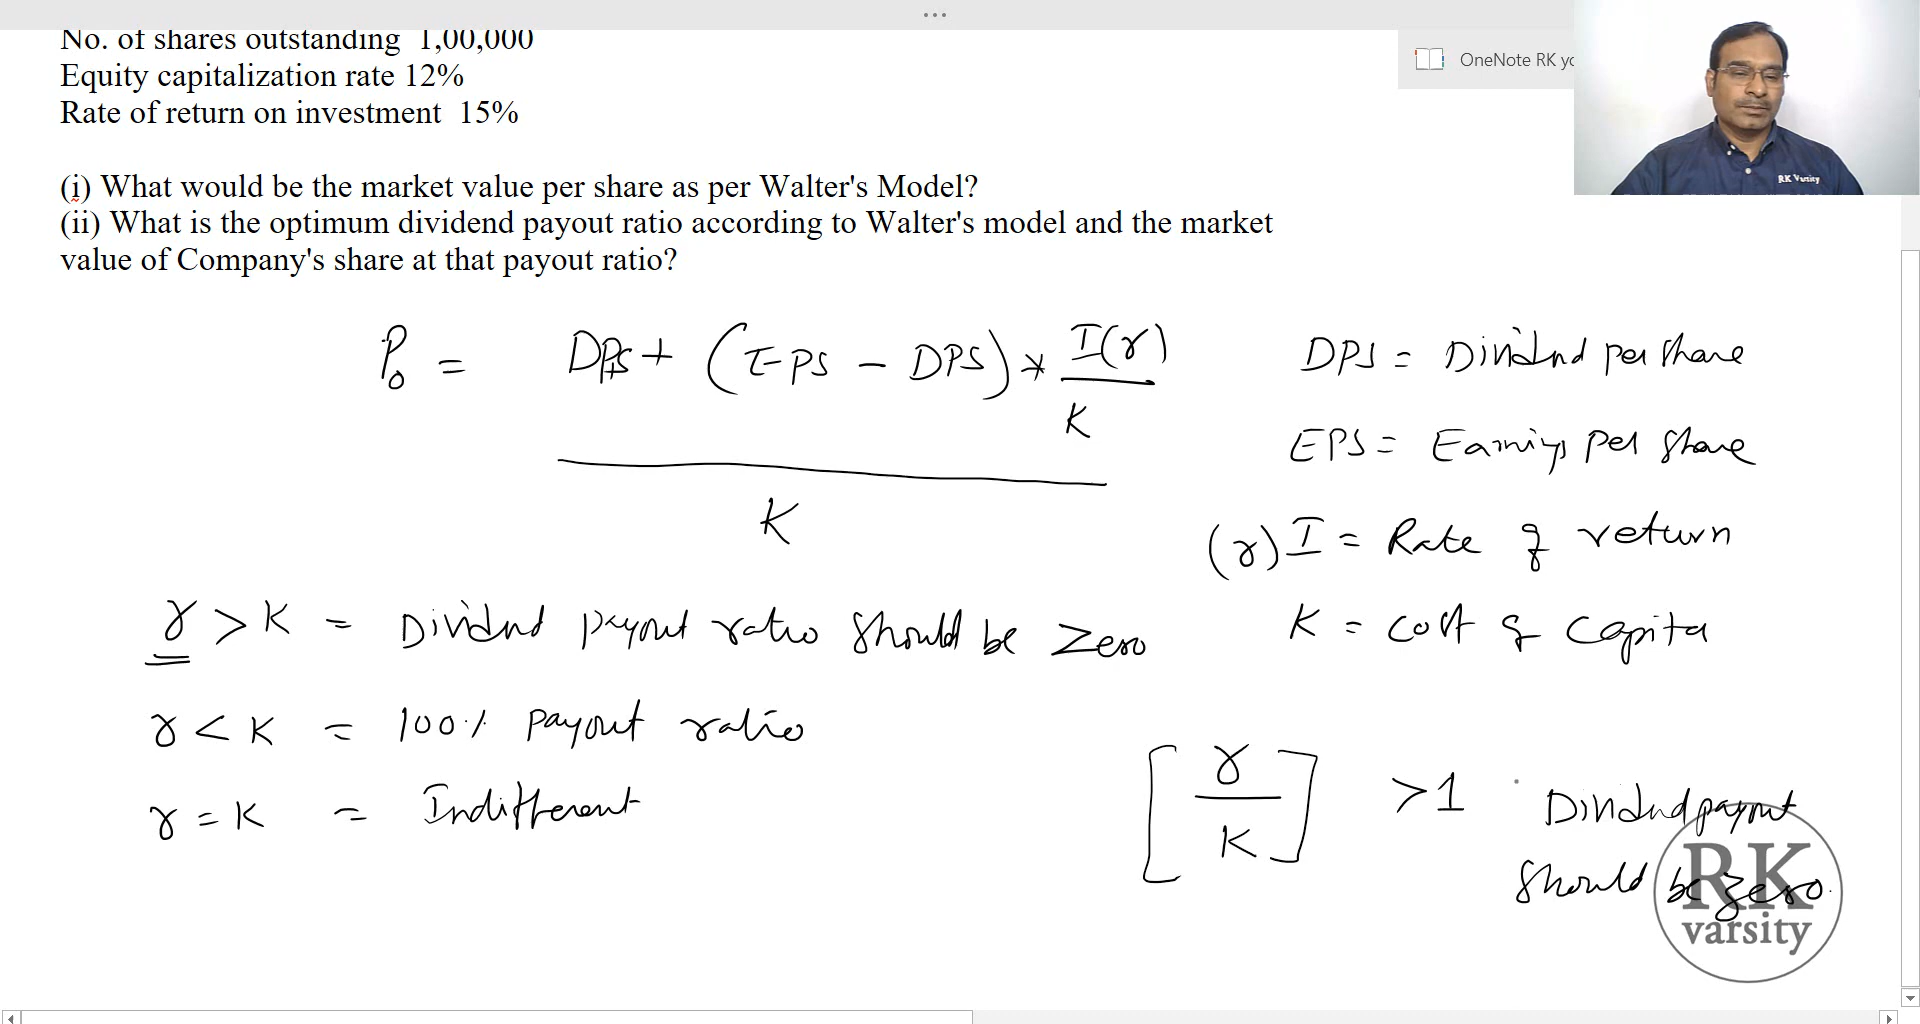 No. of shares outstanding 1,00,000
Equity capitalization rate 12%
Rate of return on investment 15%
OneNote RK yo
RK Varsity
(i) What would be the market value per share as per Walter's Model?
(ii) What is the optimum dividend payout ratio according to Walter's model and the market
value of Company's share at that payout ratio?
P₀ = DPS + (EPS - DPS) * I(r)
K
K
DPS = Dividend per share
EPS = Earnings per share
(r) I = Rate of return
K = Cost of capital
r > K = Dividend payout ratio should be zero
r < K = 100% payout ratio
r = K = Indifferent
[r
K] >1 Dividend payout
should be zero.
RK
varsity